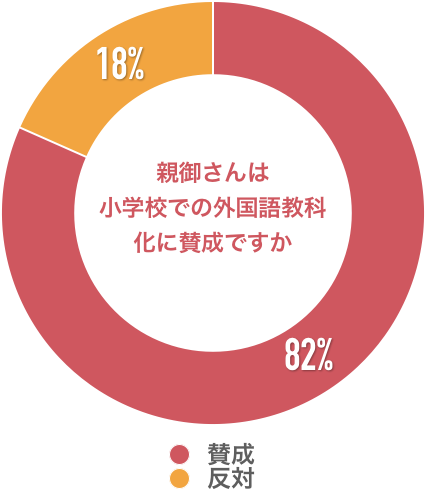 18%
親御さんは
小学校での外国語教科
化に賛成ですか
82%
賛成
反対